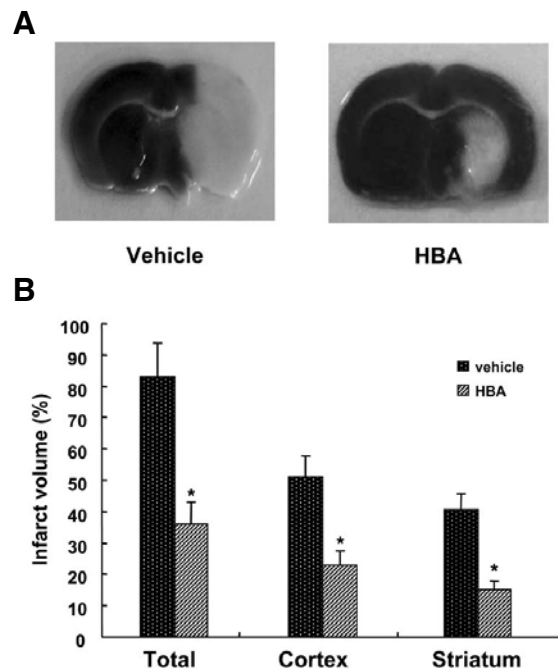 A
Vehicle HBA
B
Infarct volume (%)
100
90
80
70
60
50
40
30
20
10
0
vehicle
HBA
*
*
*
Total Cortex Striatum